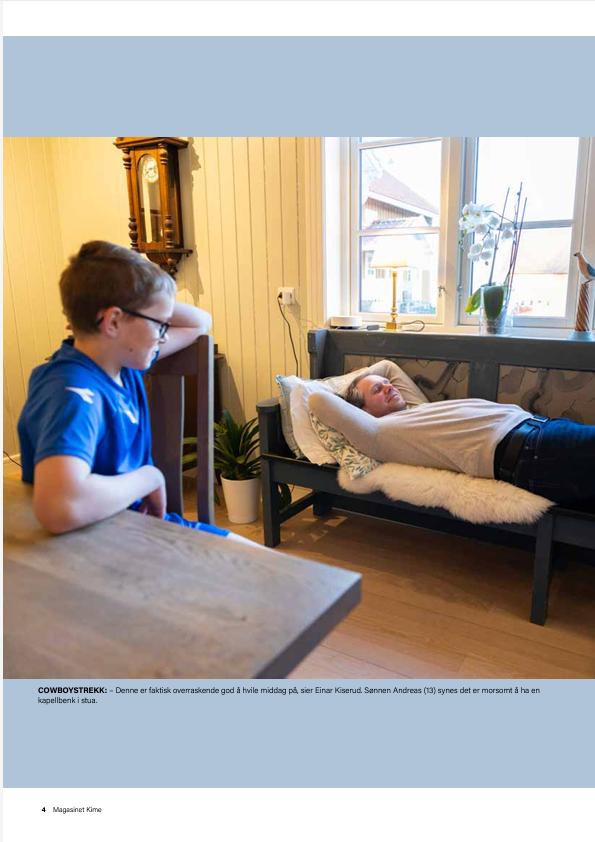 COWBOYSTREKK: – Denne er faktisk overraskende god å hvile middag på, sier Einar Kiserud. Sønnen Andreas (13) synes det er morsomt å ha en
kapellbenk i stua.
4 Magasinet Kime